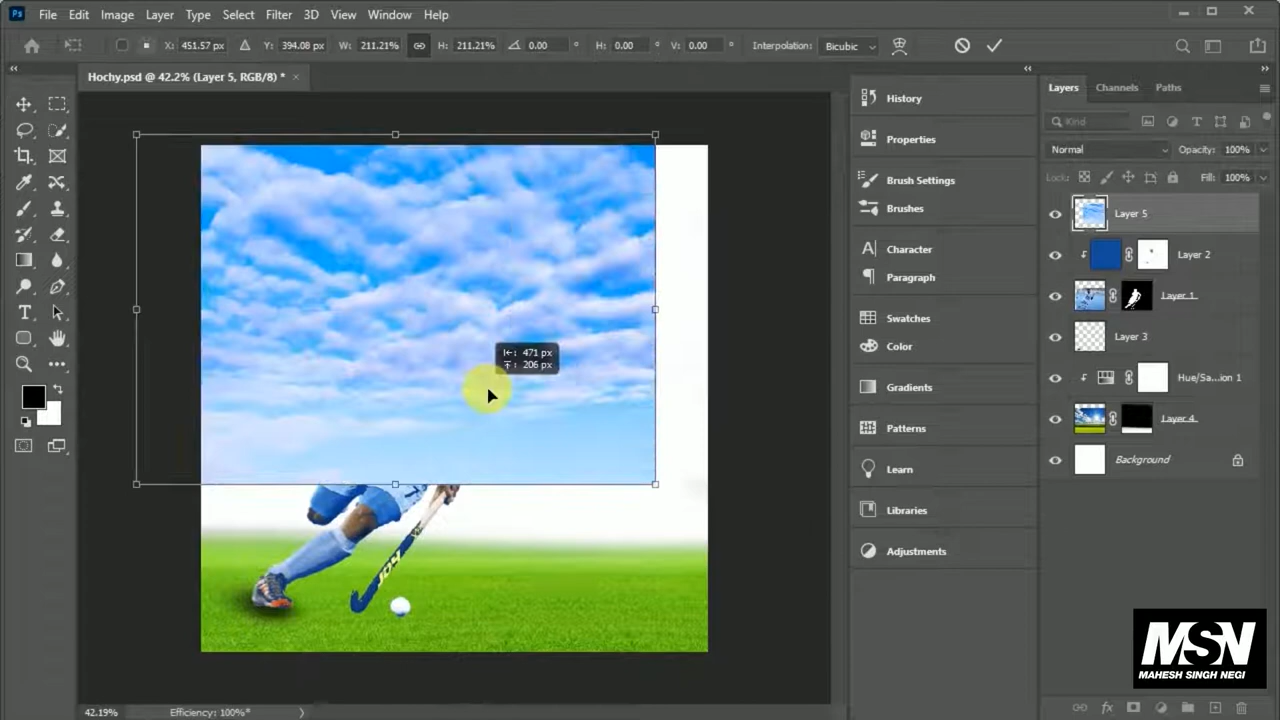 Ps File Edit Image Layer Type Select Filter 3D View Window Help
X: 451.57 px Y: 394.08 px W: 211.21% H: 211.21% 0.00 ° H: 0.00 ° V: 0.00 ° Interpolation: Bicubic
Hochy.psd @ 42.2% (Layer 5, RGB/8) * ×
History
Properties
Brush Settings
Brushes
Character
Paragraph
Swatches
Color
Gradients
Patterns
Learn
Libraries
Adjustments
Layers Channels Paths
Kind
Normal Opacity: 100%
Lock: Fill: 100%
Layer 5
Layer 2
Layer 1
Layer 3
Hue/Sa...ion 1
Layer 4
Background
471 px
206 px
JDH
MSN
MAHESH SINGH NEGI
42.19% Efficiency: 100%*